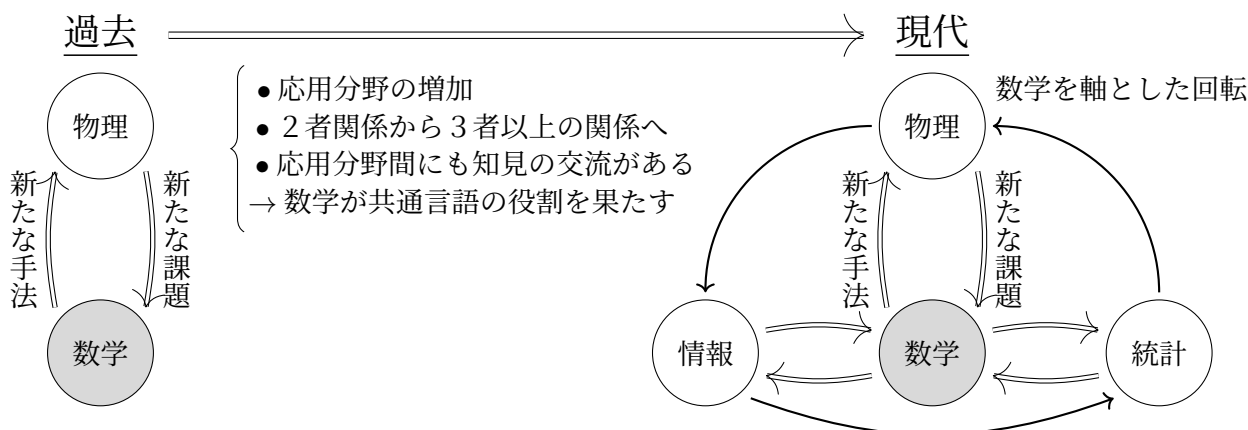 過去
現代
物理
新たな手法
新たな課題
数学
● 応用分野の増加
● ２者関係から３者以上の関係へ
● 応用分野間にも知見の交流がある
→ 数学が共通言語の役割を果たす
数学を軸とした回転
物理
新たな手法
新たな課題
情報
数学
統計